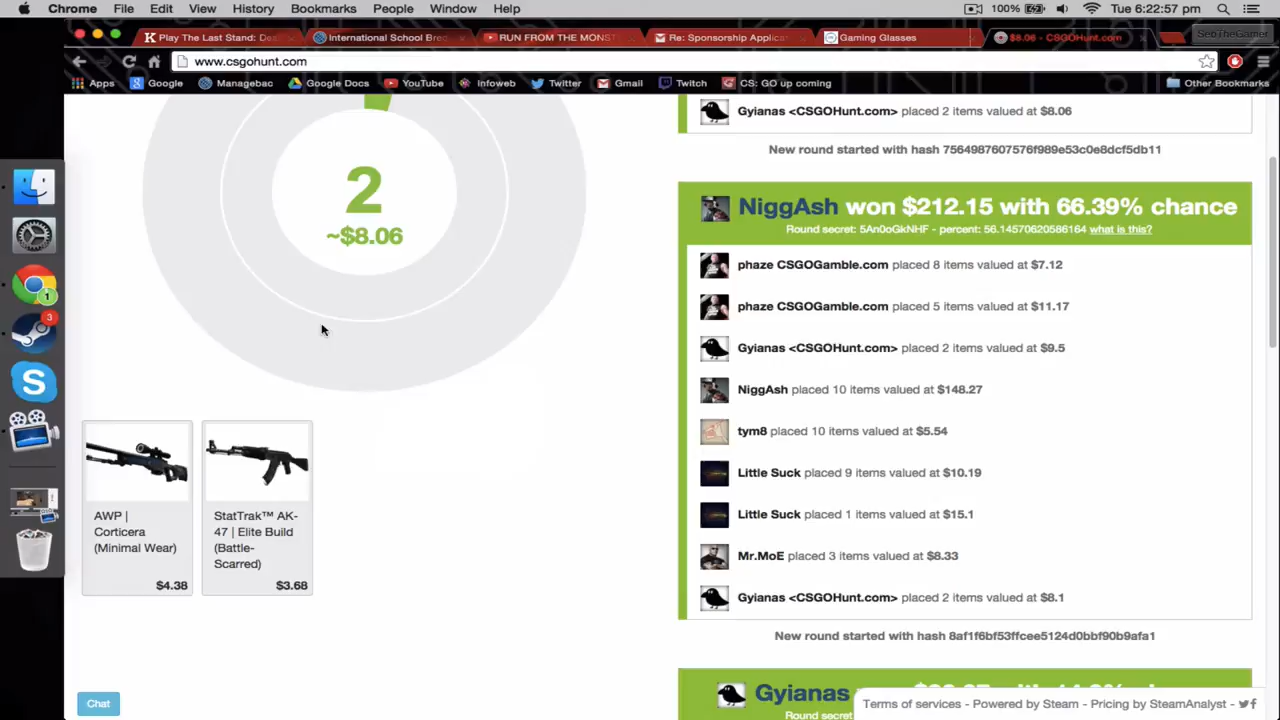 Chrome File Edit View History Bookmarks People Window Help 100% Tue 6:22:57 pm
K Play The Last Stand: Dea International School Brec RUN FROM THE MONST Re: Sponsorship Applicat Gaming Glasses $8.06 - CSGOHunt.com SebTheGamer
www.csgohunt.com
Apps Google Managebac Google Docs YouTube Infoweb Twitter Gmail Twitch CS: GO up coming Other Bookmarks
2
~$8.06
AWP |
Corticera
(Minimal Wear)
$4.38
StatTrak™ AK-
47 | Elite Build
(Battle-
Scarred)
$3.68
Chat
Gyianas <CSGOHunt.com> placed 2 items valued at $8.06
New round started with hash 7564987607576f989e53c0e8dcf5db11
NiggAsh won $212.15 with 66.39% chance
Round secret: 5An0oGkNHF - percent: 56.14570620586164 what is this?
phaze CSGOGamble.com placed 8 items valued at $7.12
phaze CSGOGamble.com placed 5 items valued at $11.17
Gyianas <CSGOHunt.com> placed 2 items valued at $9.5
NiggAsh placed 10 items valued at $148.27
tym8 placed 10 items valued at $5.54
Little Suck placed 9 items valued at $10.19
Little Suck placed 1 items valued at $15.1
Mr.MoE placed 3 items valued at $8.33
Gyianas <CSGOHunt.com> placed 2 items valued at $8.1
New round started with hash 8af1f6bf53ffcee5124d0bbf90b9afa1
Gyianas
Round secret
Terms of services - Powered by Steam - Pricing by SteamAnalyst -
1
3